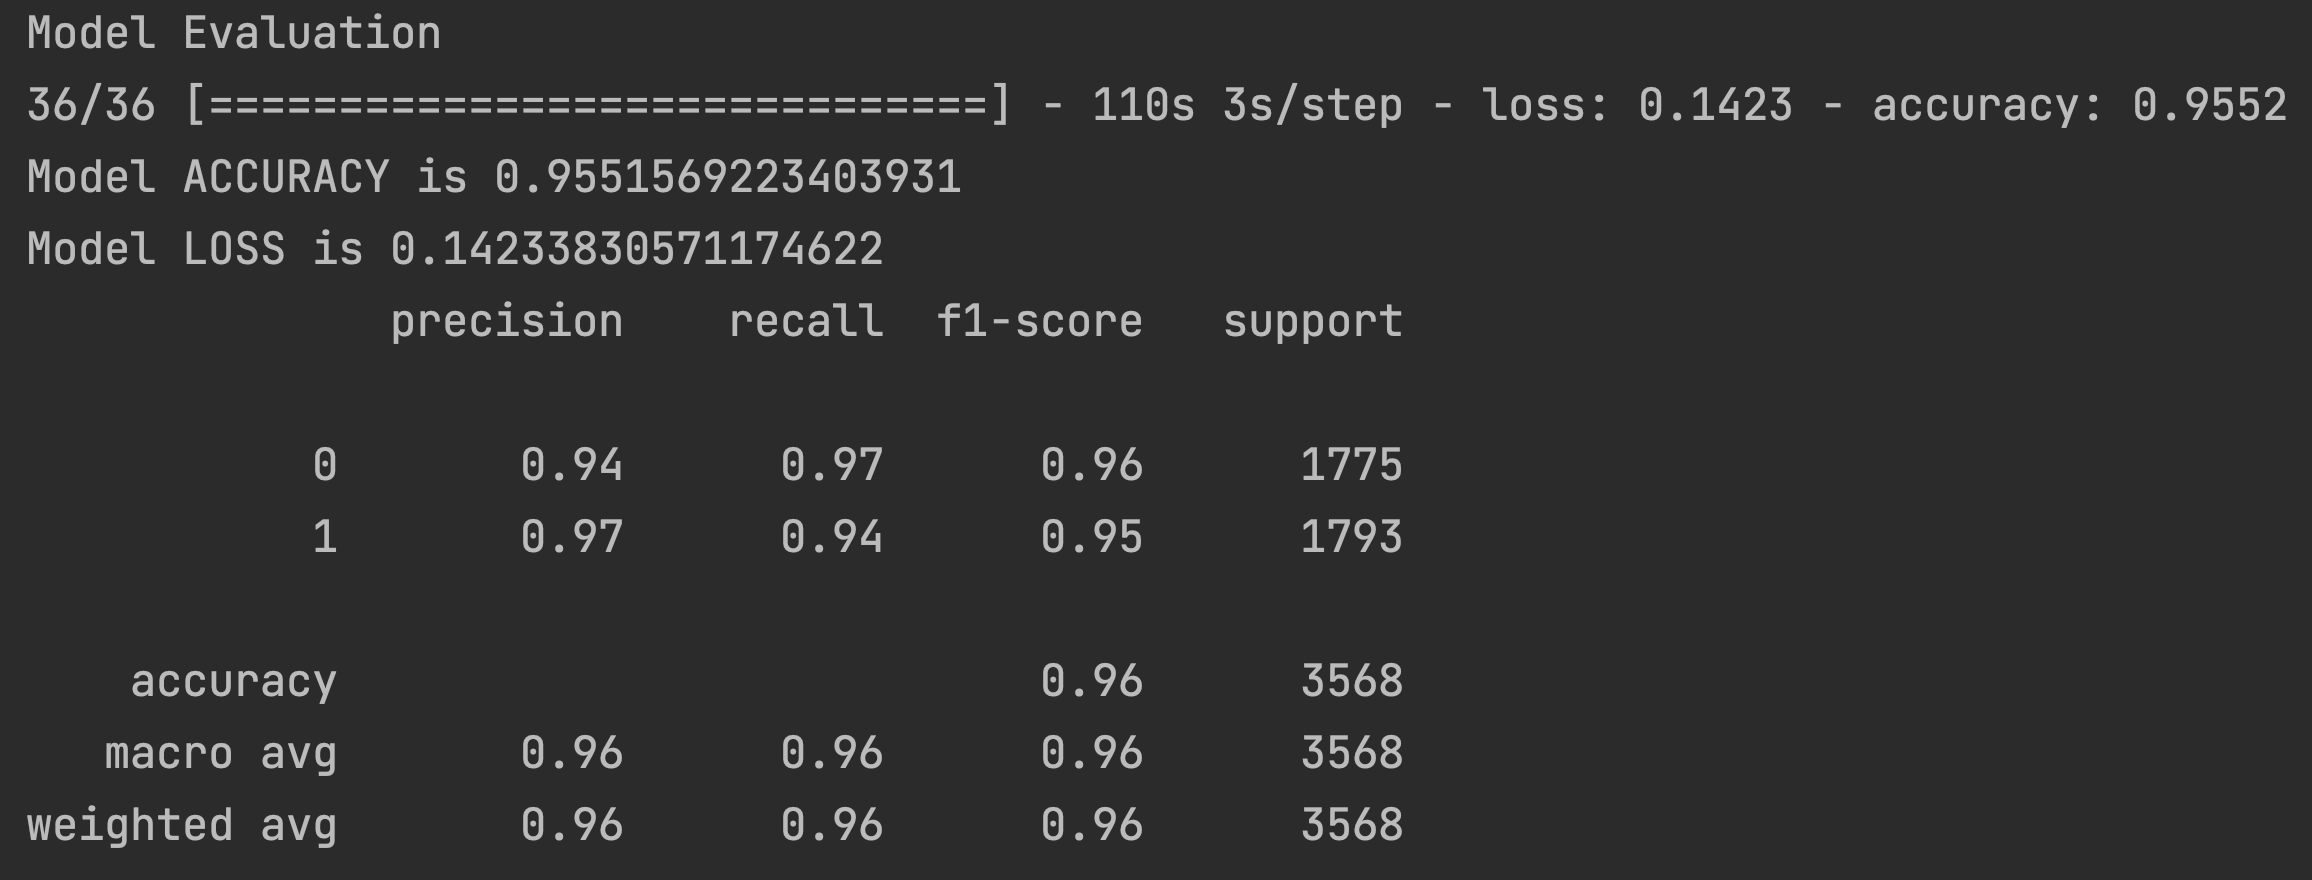 Model Evaluation
36/36 [==============================] - 110s 3s/step - loss: 0.1423 - accuracy: 0.9552
Model ACCURACY is 0.9551569223403931
Model LOSS is 0.14233830571174622
precision recall f1-score support
0 0.94 0.97 0.96 1775
1 0.97 0.94 0.95 1793
accuracy 0.96 3568
macro avg 0.96 0.96 0.96 3568
weighted avg 0.96 0.96 0.96 3568